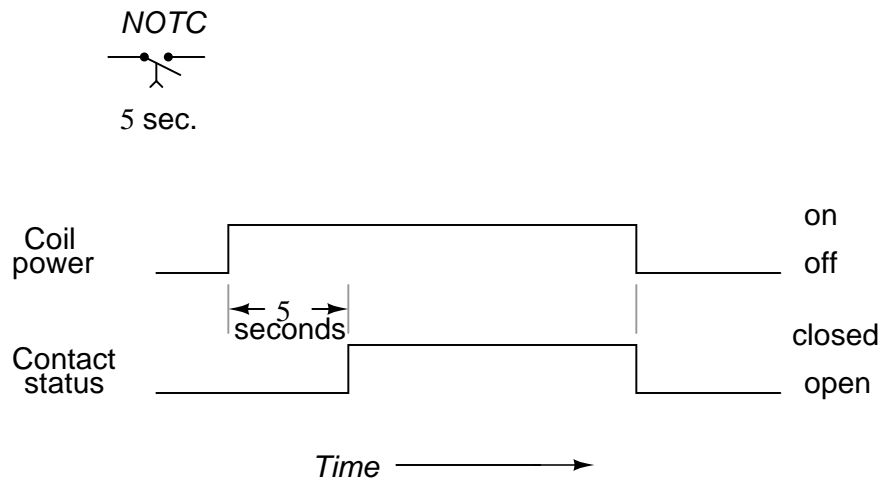 NOTC
5 sec.
Coil
power
on
off
5
seconds
Contact
status
closed
open
Time